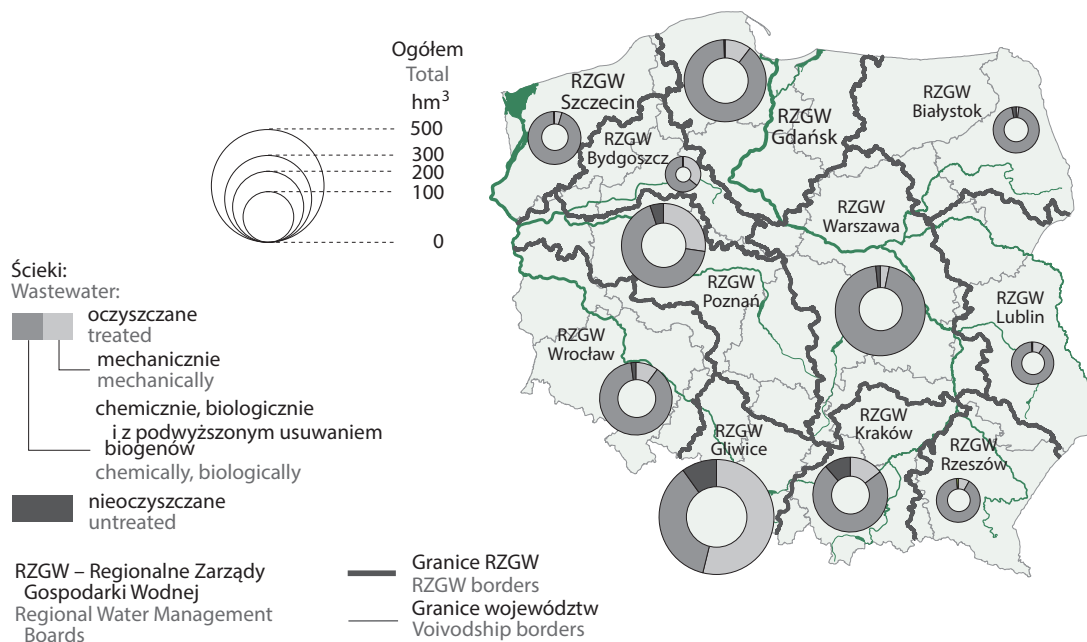 Ogółem
Total
hm³
500
300
200
100
0
Ścieki:
Wastewater:
oczyszczane
treated
mechanicznie
mechanically
chemicznie, biologicznie
i z podwyższonym usuwaniem
biogenów
chemically, biologically
nieoczyszczane
untreated
RZGW – Regionalne Zarządy
Gospodarki Wodnej
Regional Water Management
Boards
Granice RZGW
RZGW borders
Granice województw
Voivodship borders
RZGW
Szczecin
RZGW
Bydgoszcz
RZGW
Gdańsk
RZGW
Białystok
RZGW
Warszawa
RZGW
Poznań
RZGW
Lublin
RZGW
Wrocław
RZGW
Gliwice
RZGW
Kraków
RZGW
Rzeszów